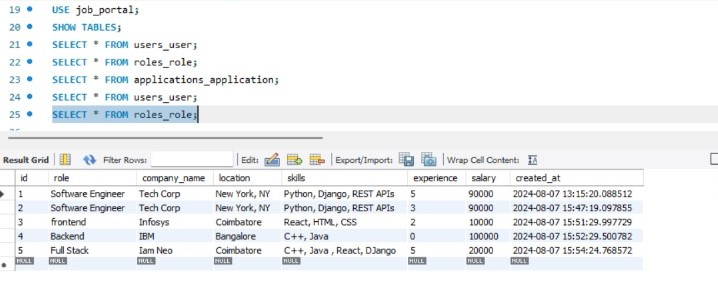 19 USE job_portal;
20 SHOW TABLES;
21 SELECT * FROM users_user;
22 SELECT * FROM roles_role;
23 SELECT * FROM applications_application;
24 SELECT * FROM users_user;
25 SELECT * FROM roles_role;
Result Grid Filter Rows: Edit: Export/Import: Wrap Cell Content:
id role company_name location skills experience salary created_at
1 Software Engineer Tech Corp New York, NY Python, Django, REST APIs 5 90000 2024-08-07 13:15:20.088512
2 Software Engineer Tech Corp New York, NY Python, Django, REST APIs 3 90000 2024-08-07 15:47:19.097855
3 frontend Infosys Coimbatore React, HTML, CSS 2 10000 2024-08-07 15:51:29.997729
4 Backend IBM Bangalore C++, Java 0 100000 2024-08-07 15:52:29.500782
5 Full Stack Iam Neo Coimbatore C++, Java , React, DJango 5 20000 2024-08-07 15:54:24.768572
NULL NULL NULL NULL NULL NULL NULL NULL